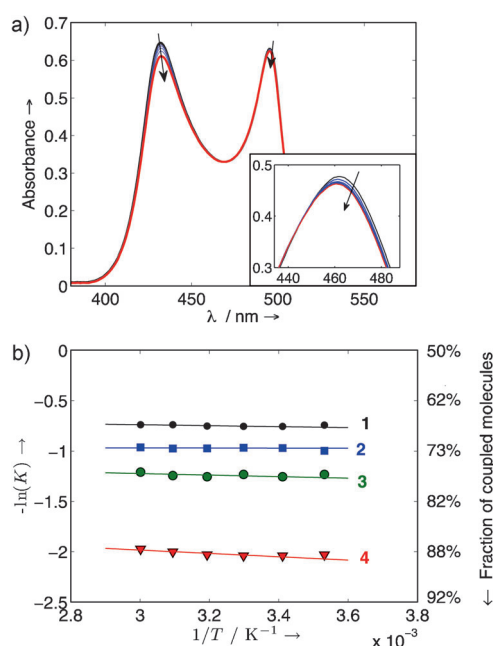 a)
0.7
0.6
0.5
0.4
0.3
0.2
0.1
0
Absorbance →
400 450 500 550
λ / nm →
0.5
0.4
0.3
440 460 480
b)
0
−0.5
−1
−1.5
−2
−2.5
-ln(K) →
1
2
3
4
50%
62%
73%
82%
88%
92%
← Fraction of coupled molecules
2.8 3 3.2 3.4 3.6 3.8
1/T / K⁻¹ →
x 10⁻³